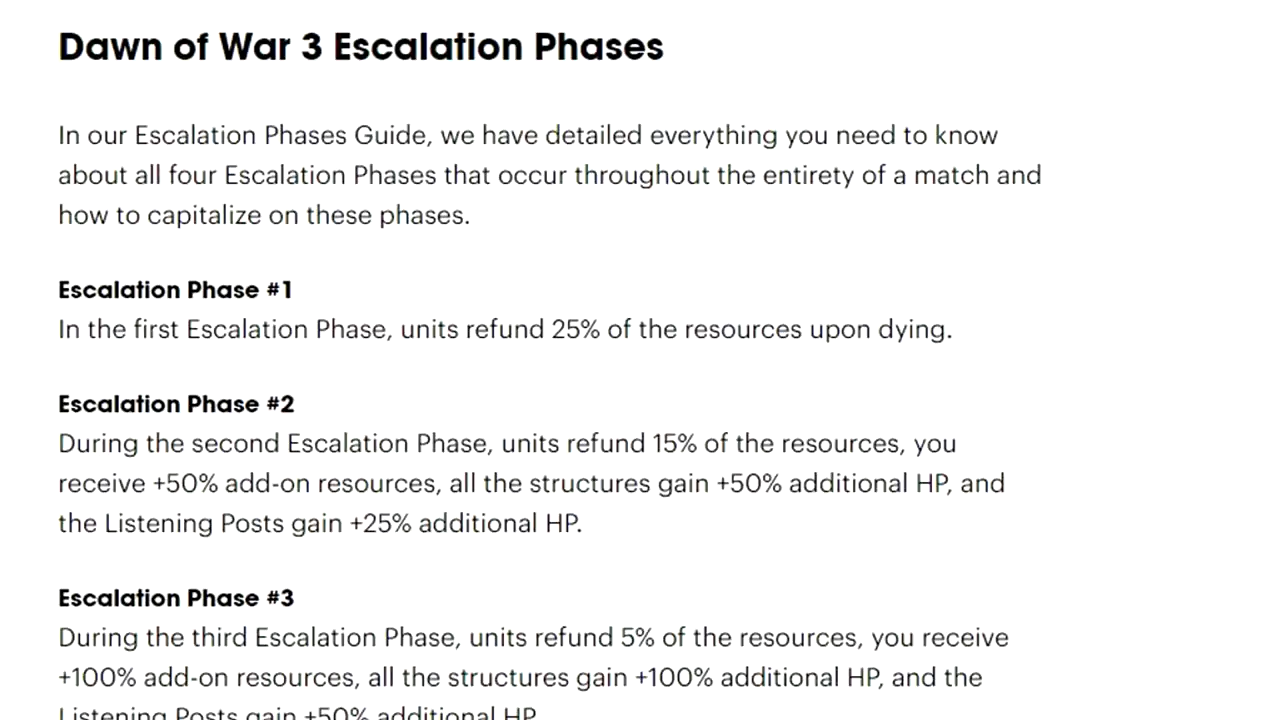 Dawn of War 3 Escalation Phases
In our Escalation Phases Guide, we have detailed everything you need to know
about all four Escalation Phases that occur throughout the entirety of a match and
how to capitalize on these phases.
Escalation Phase #1
In the first Escalation Phase, units refund 25% of the resources upon dying.
Escalation Phase #2
During the second Escalation Phase, units refund 15% of the resources, you
receive +50% add-on resources, all the structures gain +50% additional HP, and
the Listening Posts gain +25% additional HP.
Escalation Phase #3
During the third Escalation Phase, units refund 5% of the resources, you receive
+100% add-on resources, all the structures gain +100% additional HP, and the
Listening Posts gain +50% additional HP.